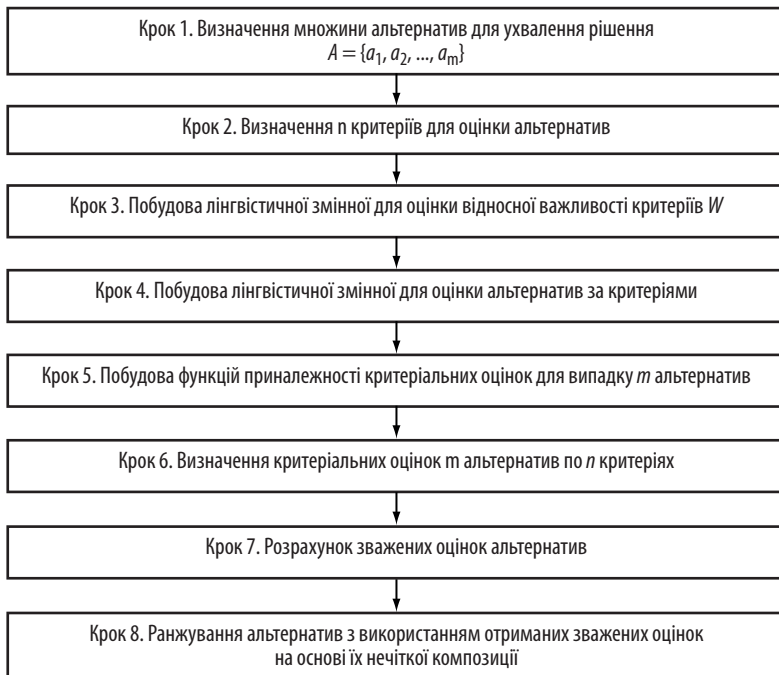 Крок 1. Визначення множини альтернатив для ухвалення рішення
A = {a₁, a₂, ..., aₘ}
Крок 2. Визначення n критеріїв для оцінки альтернатив
Крок 3. Побудова лінгвістичної змінної для оцінки відносної важливості критеріїв W
Крок 4. Побудова лінгвістичної змінної для оцінки альтернатив за критеріями
Крок 5. Побудова функцій приналежності критеріальних оцінок для випадку m альтернатив
Крок 6. Визначення критеріальних оцінок m альтернатив по n критеріях
Крок 7. Розрахунок зважених оцінок альтернатив
Крок 8. Ранжування альтернатив з використанням отриманих зважених оцінок
на основі їх нечіткої композиції